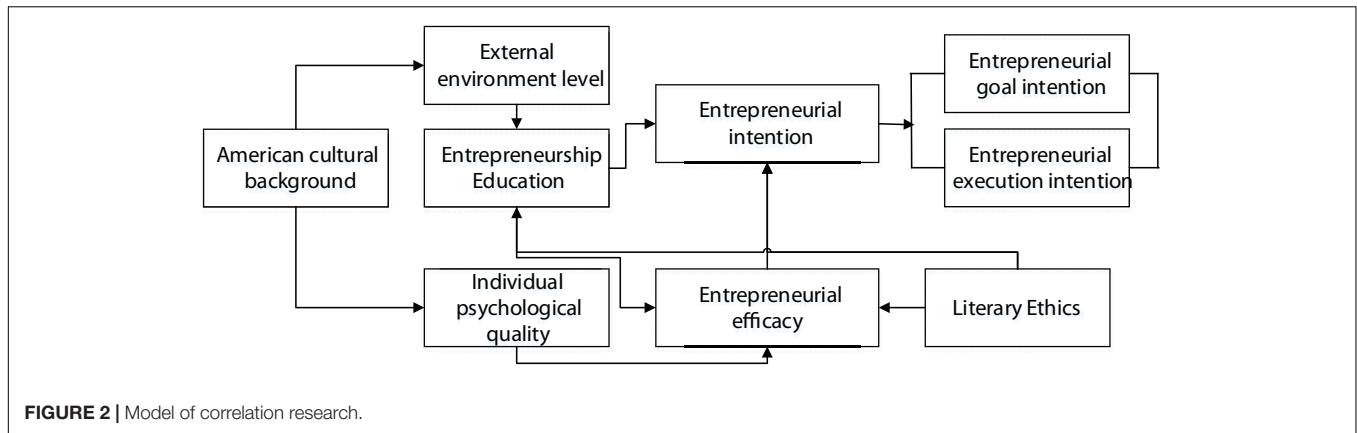 External
environment level
American cultural
background
Entrepreneurship
Education
Individual
psychological
quality
Entrepreneurial
intention
Entrepreneurial
efficacy
Entrepreneurial
goal intention
Entrepreneurial
execution intention
Literary Ethics
FIGURE 2 | Model of correlation research.